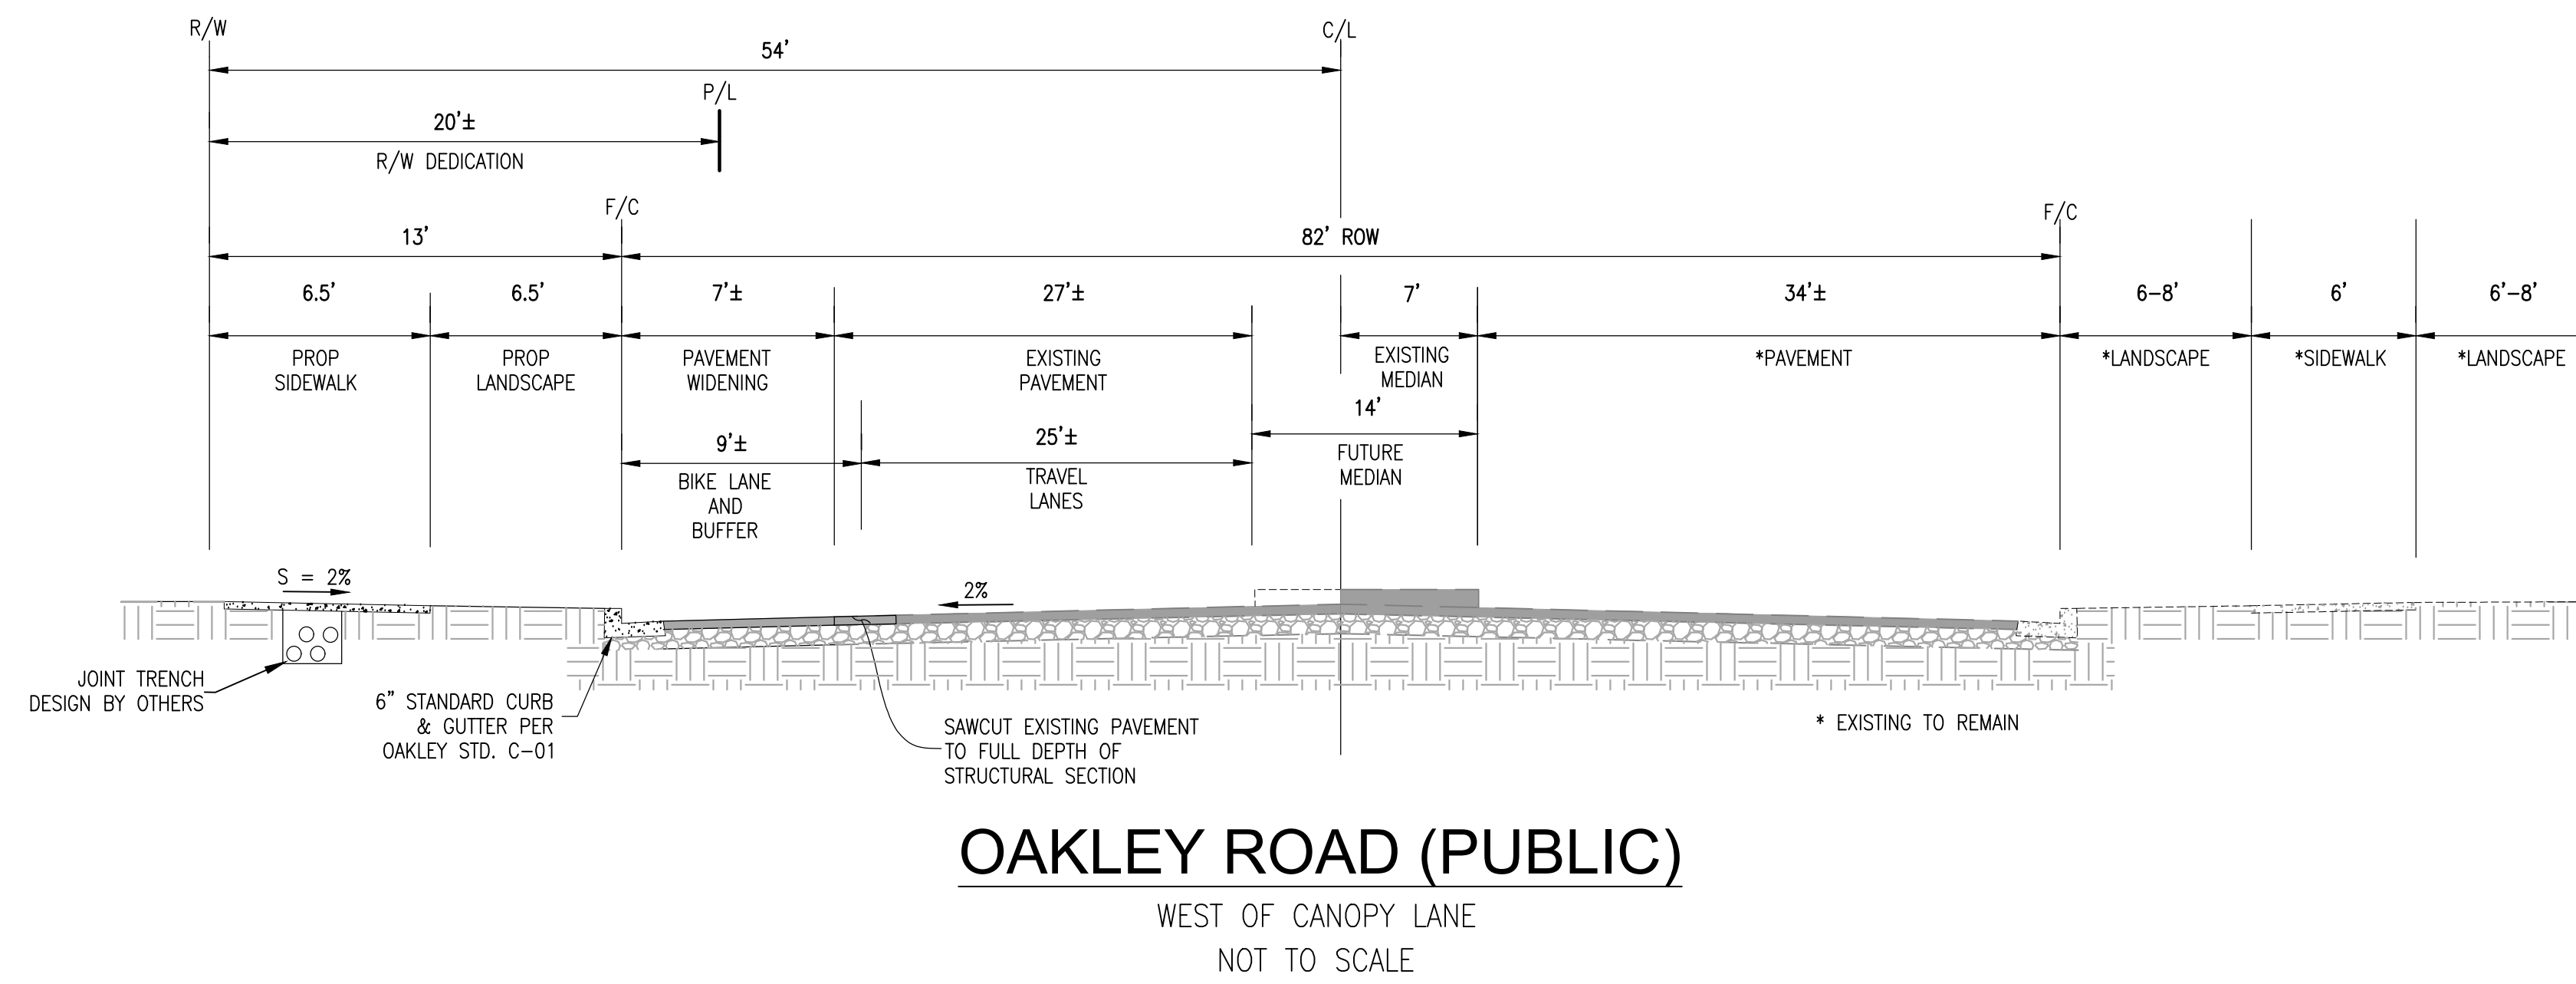 R/W
C/L
54'
P/L
20'±
R/W DEDICATION
F/C
F/C
13'
82' ROW
6.5'
6.5'
7'±
27'±
7'
34'±
6-8'
6'
6'-8'
PROP
SIDEWALK
PROP
LANDSCAPE
PAVEMENT
WIDENING
EXISTING
PAVEMENT
EXISTING
MEDIAN
*PAVEMENT
*LANDSCAPE
*SIDEWALK
*LANDSCAPE
14'
FUTURE
MEDIAN
9'±
BIKE LANE
AND
BUFFER
25'±
TRAVEL
LANES
S = 2%
2%
JOINT TRENCH
DESIGN BY OTHERS
6" STANDARD CURB
& GUTTER PER
OAKLEY STD. C-01
SAWCUT EXISTING PAVEMENT
TO FULL DEPTH OF
STRUCTURAL SECTION
* EXISTING TO REMAIN
OAKLEY ROAD (PUBLIC)
WEST OF CANOPY LANE
NOT TO SCALE